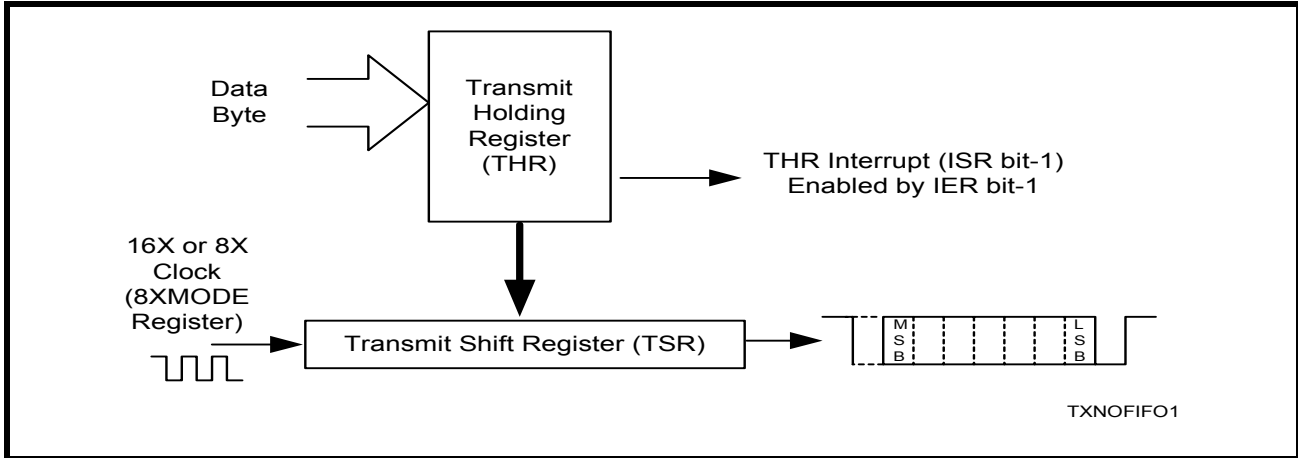 Data
Byte
Transmit
Holding
Register
(THR)
THR Interrupt (ISR bit-1)
Enabled by IER bit-1
16X or 8X
Clock
(8XMODE
Register)
Transmit Shift Register (TSR)
M
S
B
L
S
B
TXNOFIFO1